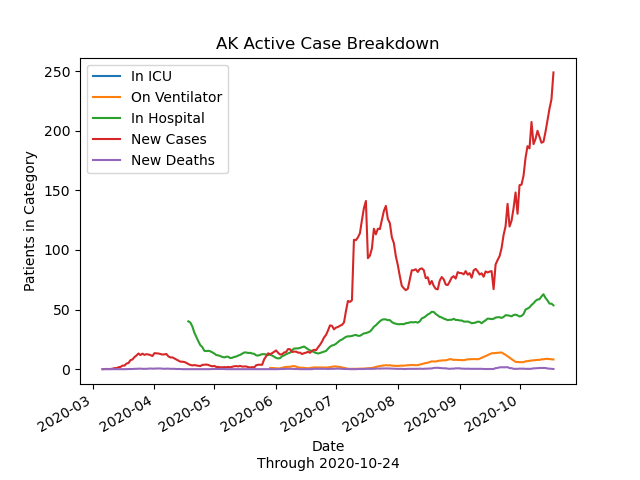 AK Active Case Breakdown
In ICU
On Ventilator
In Hospital
New Cases
New Deaths
Patients in Category
250
200
150
100
50
0
2020-03
2020-04
2020-05
2020-06
2020-07
2020-08
2020-09
2020-10
Date
Through 2020-10-24